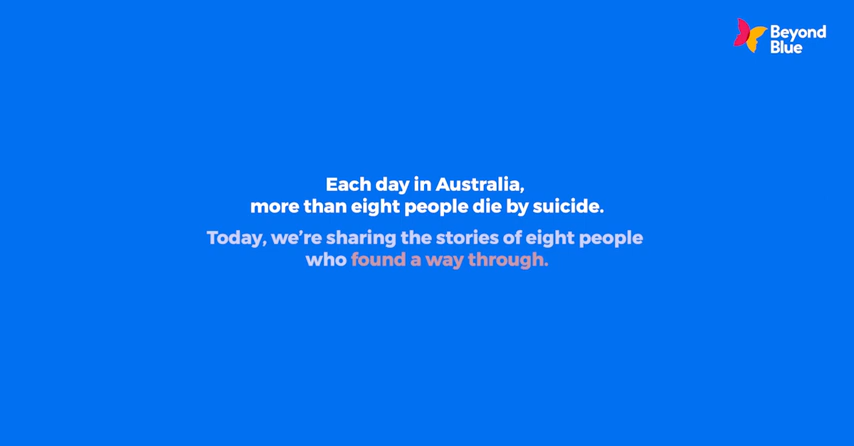 Beyond
Blue
Each day in Australia,
more than eight people die by suicide.
Today, we’re sharing the stories of eight people
who found a way through.